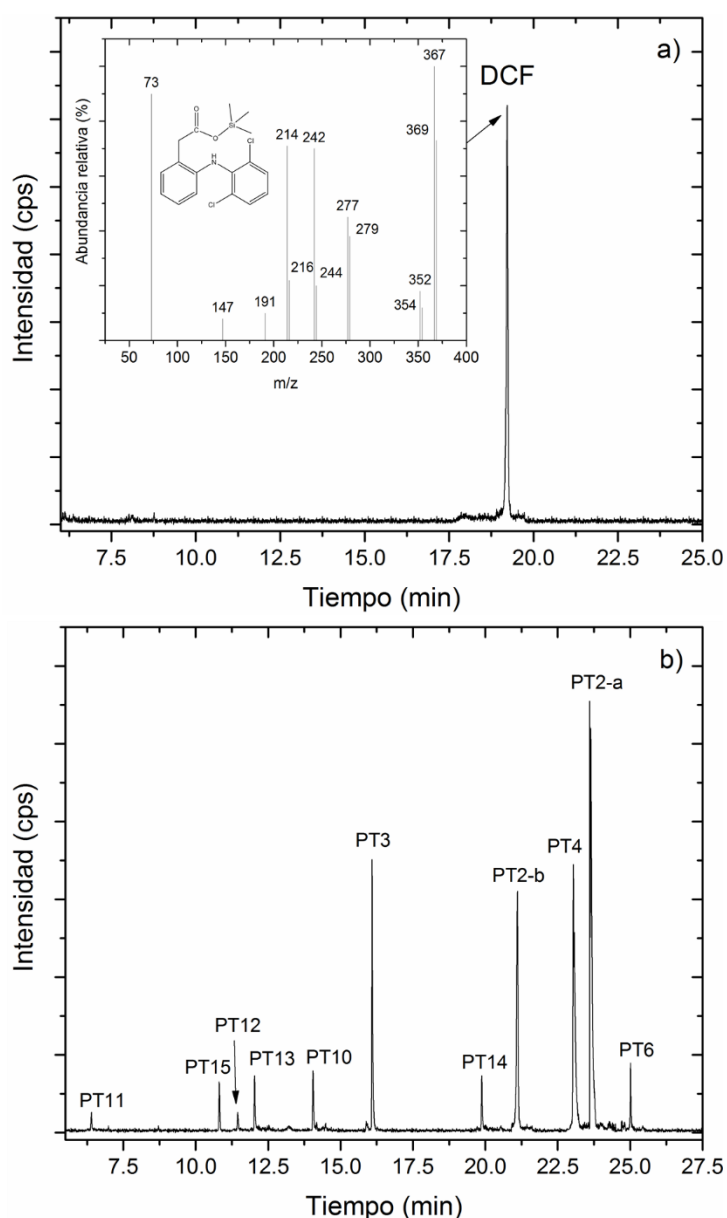 a)
DCF
367
73
369
214
242
277
279
216
244
352
354
191
147
O
O
Si
H
N
Cl
Cl
Abundancia relativa (%)
50 100 150 200 250 300 350 400
m/z
Intensidad (cps)
7.5 10.0 12.5 15.0 17.5 20.0 22.5 25.0
Tiempo (min)
b)
PT2-a
PT3
PT4
PT2-b
PT12
PT15
PT13
PT10
PT14
PT6
PT11
Intensidad (cps)
7.5 10.0 12.5 15.0 17.5 20.0 22.5 25.0 27.5
Tiempo (min)